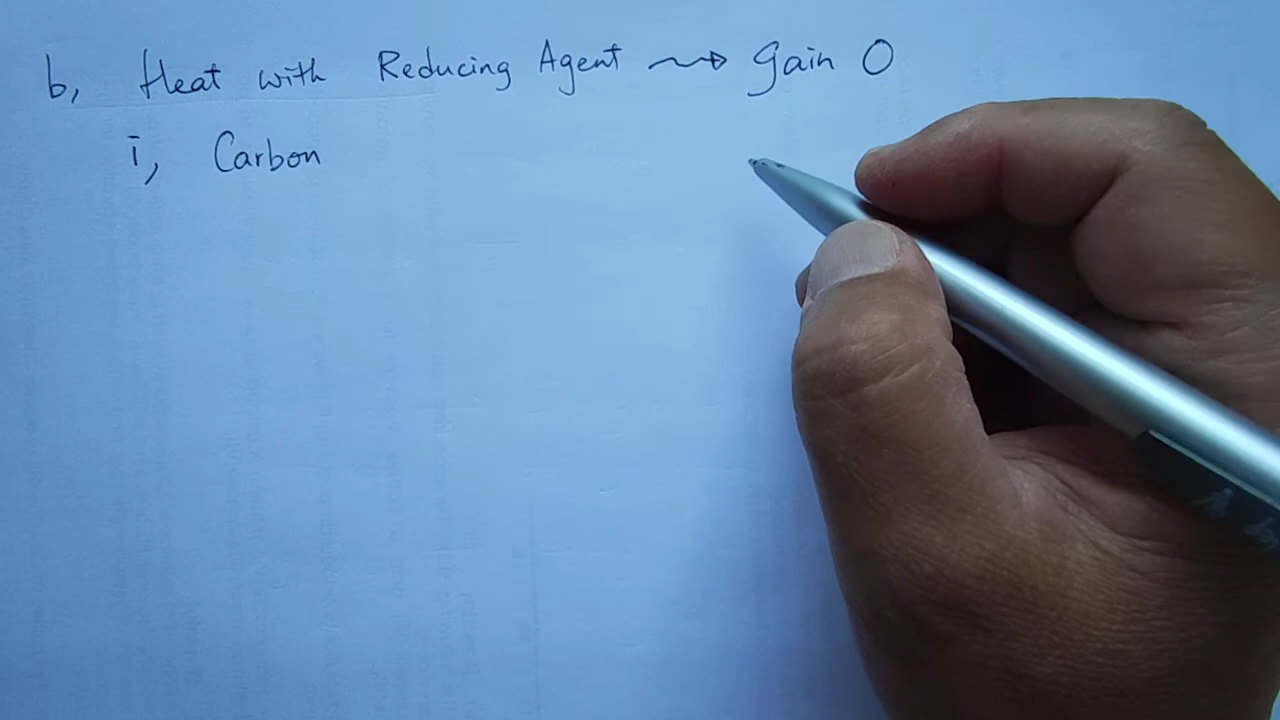 b, Heat with Reducing Agent ⇝ gain O
i, Carbon